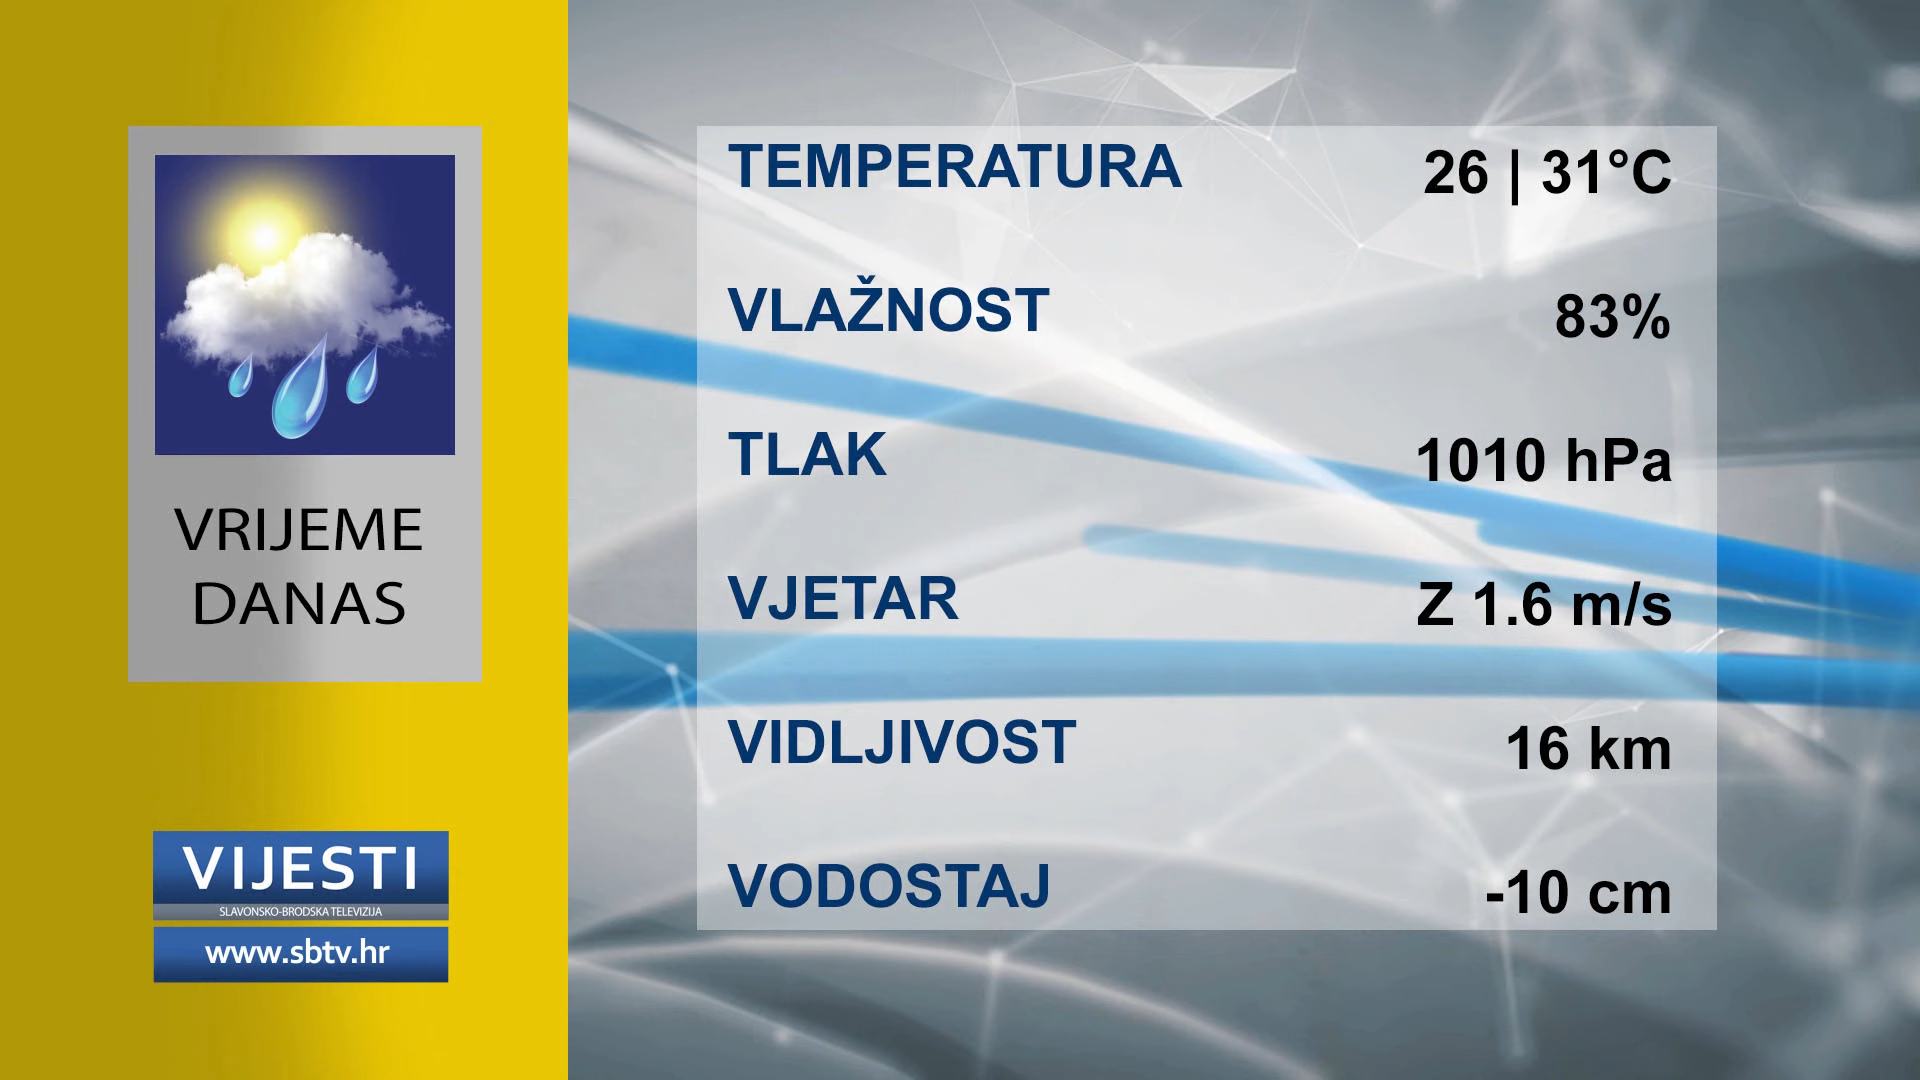 VRIJEME
DANAS
VIJESTI
SLAVONSKO-BRODSKA TELEVIZIJA
www.sbtv.hr
TEMPERATURA 26 | 31°C
VLAŽNOST 83%
TLAK 1010 hPa
VJETAR Z 1.6 m/s
VIDLJIVOST 16 km
VODOSTAJ -10 cm